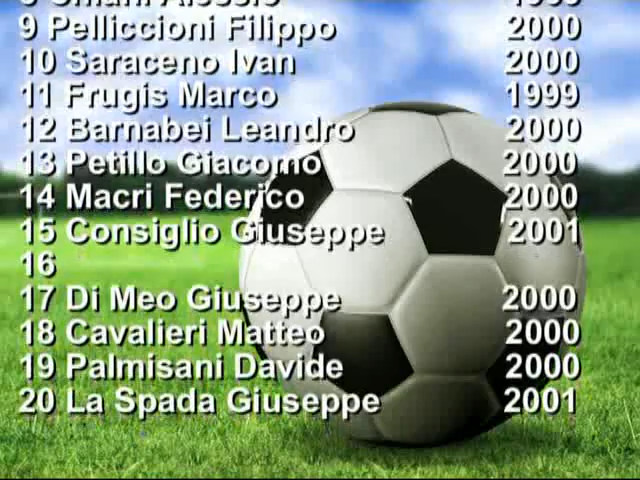 9 Pelliccioni Filippo 2000
10 Saraceno Ivan 2000
11 Frugis Marco 1999
12 Barnabei Leandro 2000
13 Petillo Giacomo 2000
14 Macri Federico 2000
15 Consiglio Giuseppe 2001
16
17 Di Meo Giuseppe 2000
18 Cavalieri Matteo 2000
19 Palmisani Davide 2000
20 La Spada Giuseppe 2001